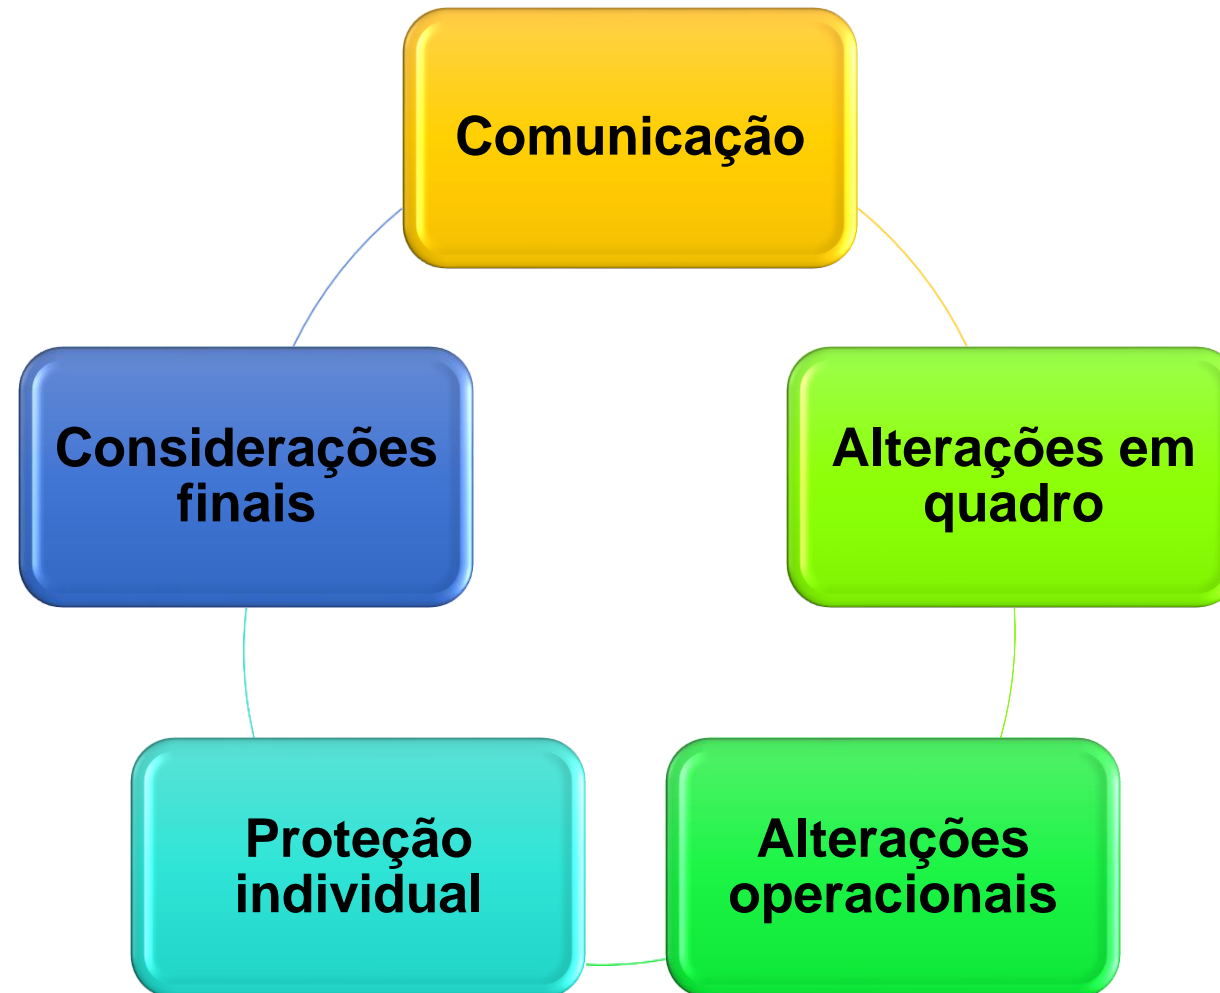 Comunicação
Considerações
finais
Alterações em
quadro
Proteção
individual
Alterações
operacionais